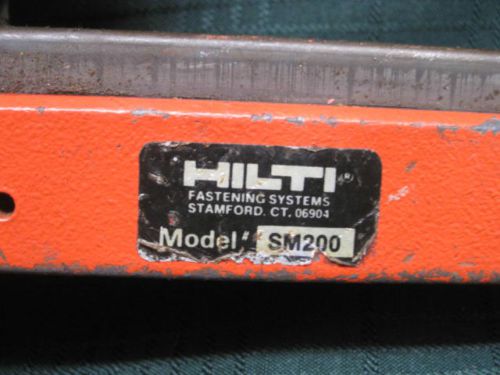 HILTI®
FASTENING SYSTEMS
STAMFORD. CT. 06904
Model # SM200